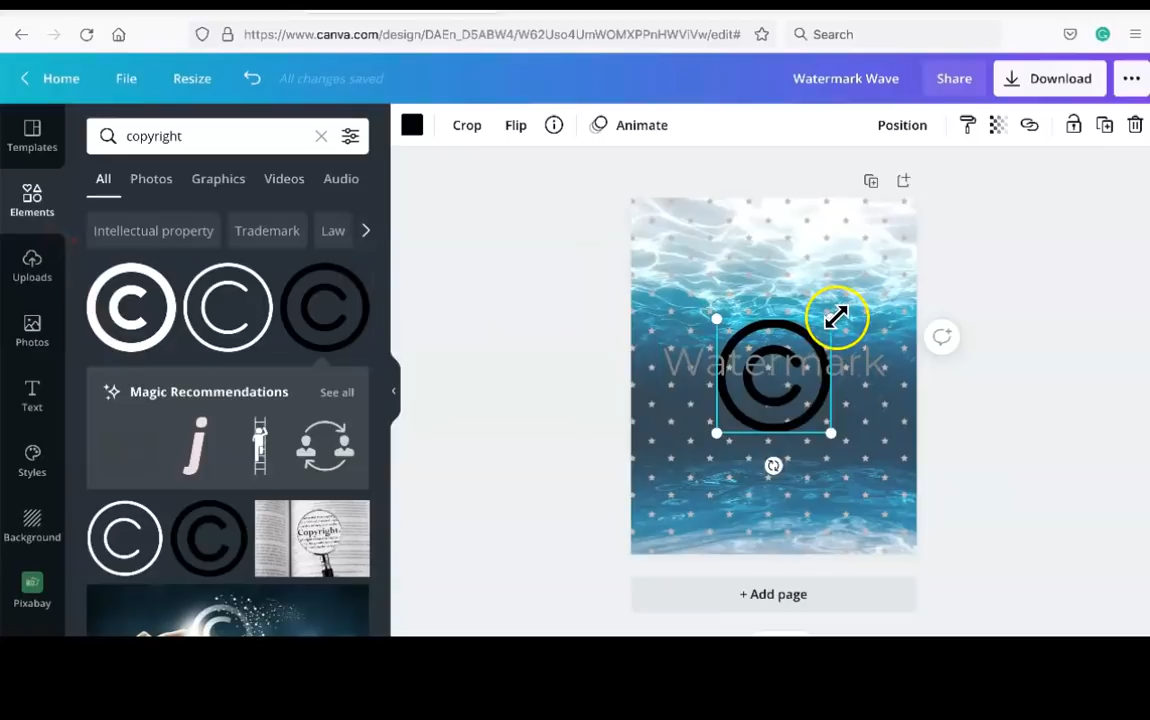 https://www.canva.com/design/DAEn_D5ABW4/W62Uso4UmWOMXPPnHWViVw/edit#
Search
Home
File
Resize
All changes saved
Watermark Wave
Share
Download
Templates
Elements
Uploads
Photos
Text
Styles
Background
Pixabay
copyright
All
Photos
Graphics
Videos
Audio
Intellectual property
Trademark
Law
Magic Recommendations
See all
j
Copyright
Crop
Flip
Animate
Position
Watermark
+ Add page